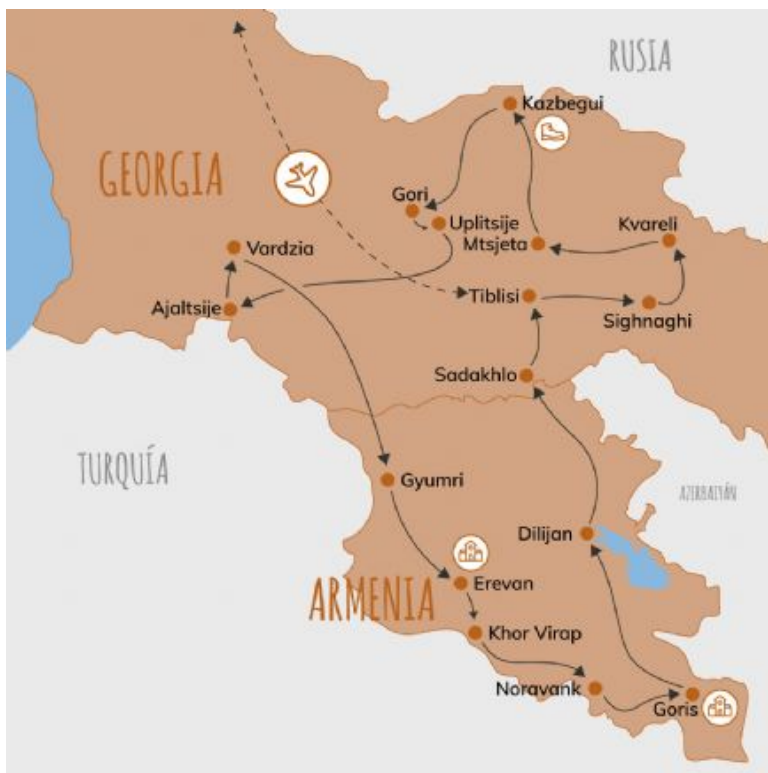 RUSIA
Kazbegui
GEORGIA
Gori
Uplitsije
Kvareli
Mtsjeta
Vardzia
Tiblisi
Ajaltsije
Sighnaghi
Sadakhlo
TURQUÍA
Gyumri
AZERBAIYÁN
Dilijan
Erevan
ARMENIA
Khor Virap
Noravank
Goris